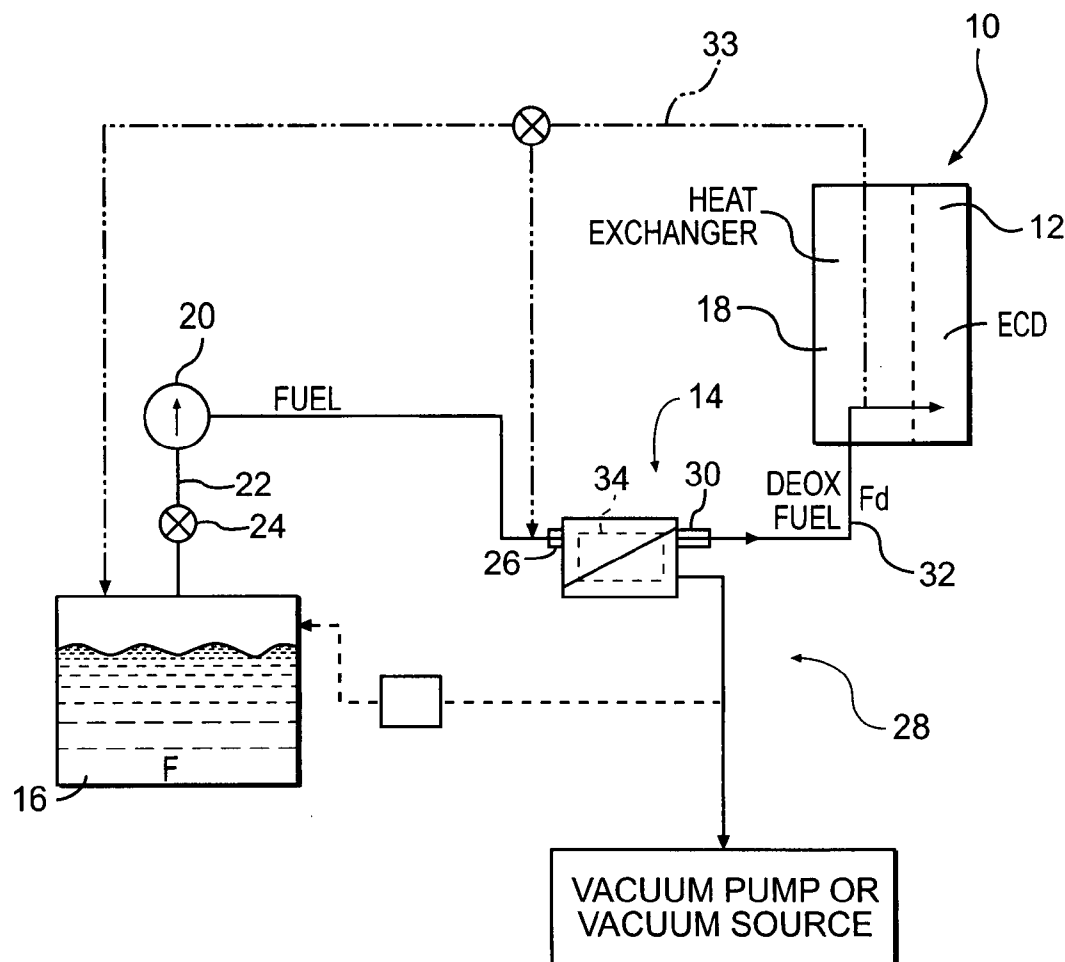 10
33
HEAT
EXCHANGER
12
18
ECD
20
FUEL
14
22
34
30
DEOX
FUEL
Fd
24
26
32
28
F
16
VACUUM PUMP OR
VACUUM SOURCE